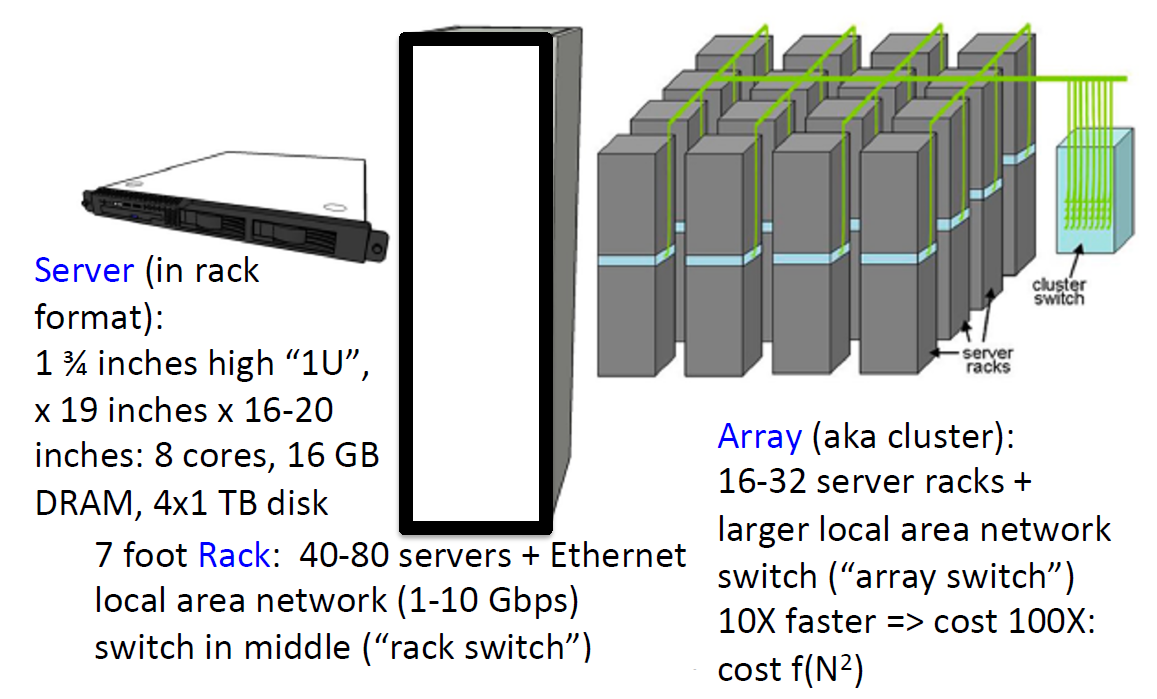 Server (in rack
format):
1 ¾ inches high “1U”,
x 19 inches x 16-20
inches: 8 cores, 16 GB
DRAM, 4x1 TB disk
7 foot Rack:  40-80 servers + Ethernet
local area network (1-10 Gbps)
switch in middle (“rack switch”)
cluster
switch
server
racks
Array (aka cluster):
16-32 server racks +
larger local area network
switch (“array switch”)
10X faster => cost 100X:
cost f(N²)